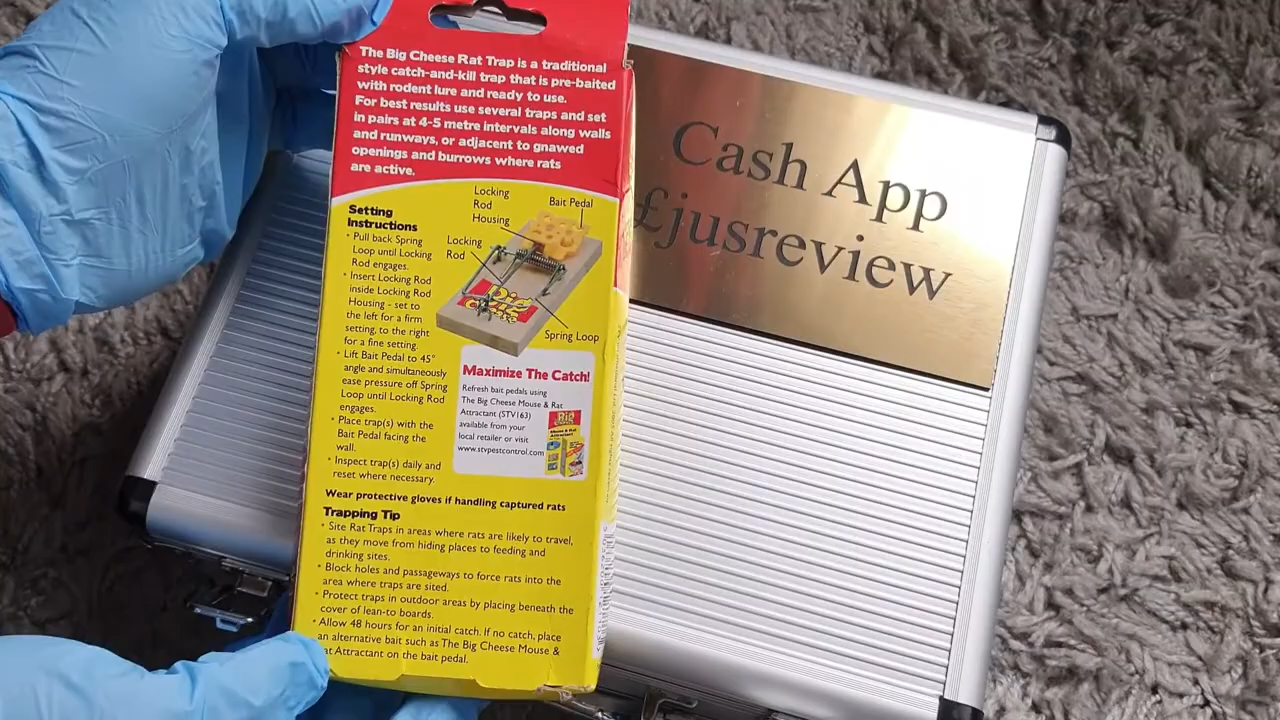 The Big Cheese Rat Trap is a traditional
style catch-and-kill trap that is pre-baited
with rodent lure and ready to use.
For best results use several traps and set
in pairs at 4-5 metre intervals along walls
and runways, or adjacent to gnawed
openings and burrows where rats
are active.
Setting
Instructions
• Pull back Spring
Loop until Locking
Rod engages.
• Insert Locking Rod
inside Locking Rod
Housing - set to
the left for a firm
setting, to the right
for a fine setting.
• Lift Bait Pedal to 45°
angle and simultaneously
ease pressure off Spring
Loop until Locking Rod
engages.
• Place trap(s) with the
Bait Pedal facing the
wall.
• Inspect trap(s) daily and
reset where necessary.
Locking
Rod
Housing
Bait Pedal
Locking
Rod
Big
Cheese
Spring Loop
Maximize The Catch!
Refresh bait pedals using
The Big Cheese Mouse & Rat
Attractant (STV163)
available from your
local retailer or visit
www.stvpestcontrol.com
Big
Cheese
Mouse & Rat
Attractant
Wear protective gloves if handling captured rats
Trapping Tip
• Site Rat Traps in areas where rats are likely to travel,
as they move from hiding places to feeding and
drinking sites.
• Block holes and passageways to force rats into the
area where traps are sited.
• Protect traps in outdoor areas by placing beneath the
cover of lean-to boards.
• Allow 48 hours for an initial catch. If no catch, place
an alternative bait such as The Big Cheese Mouse &
at Attractant on the bait pedal.
Cash App
£jusreview